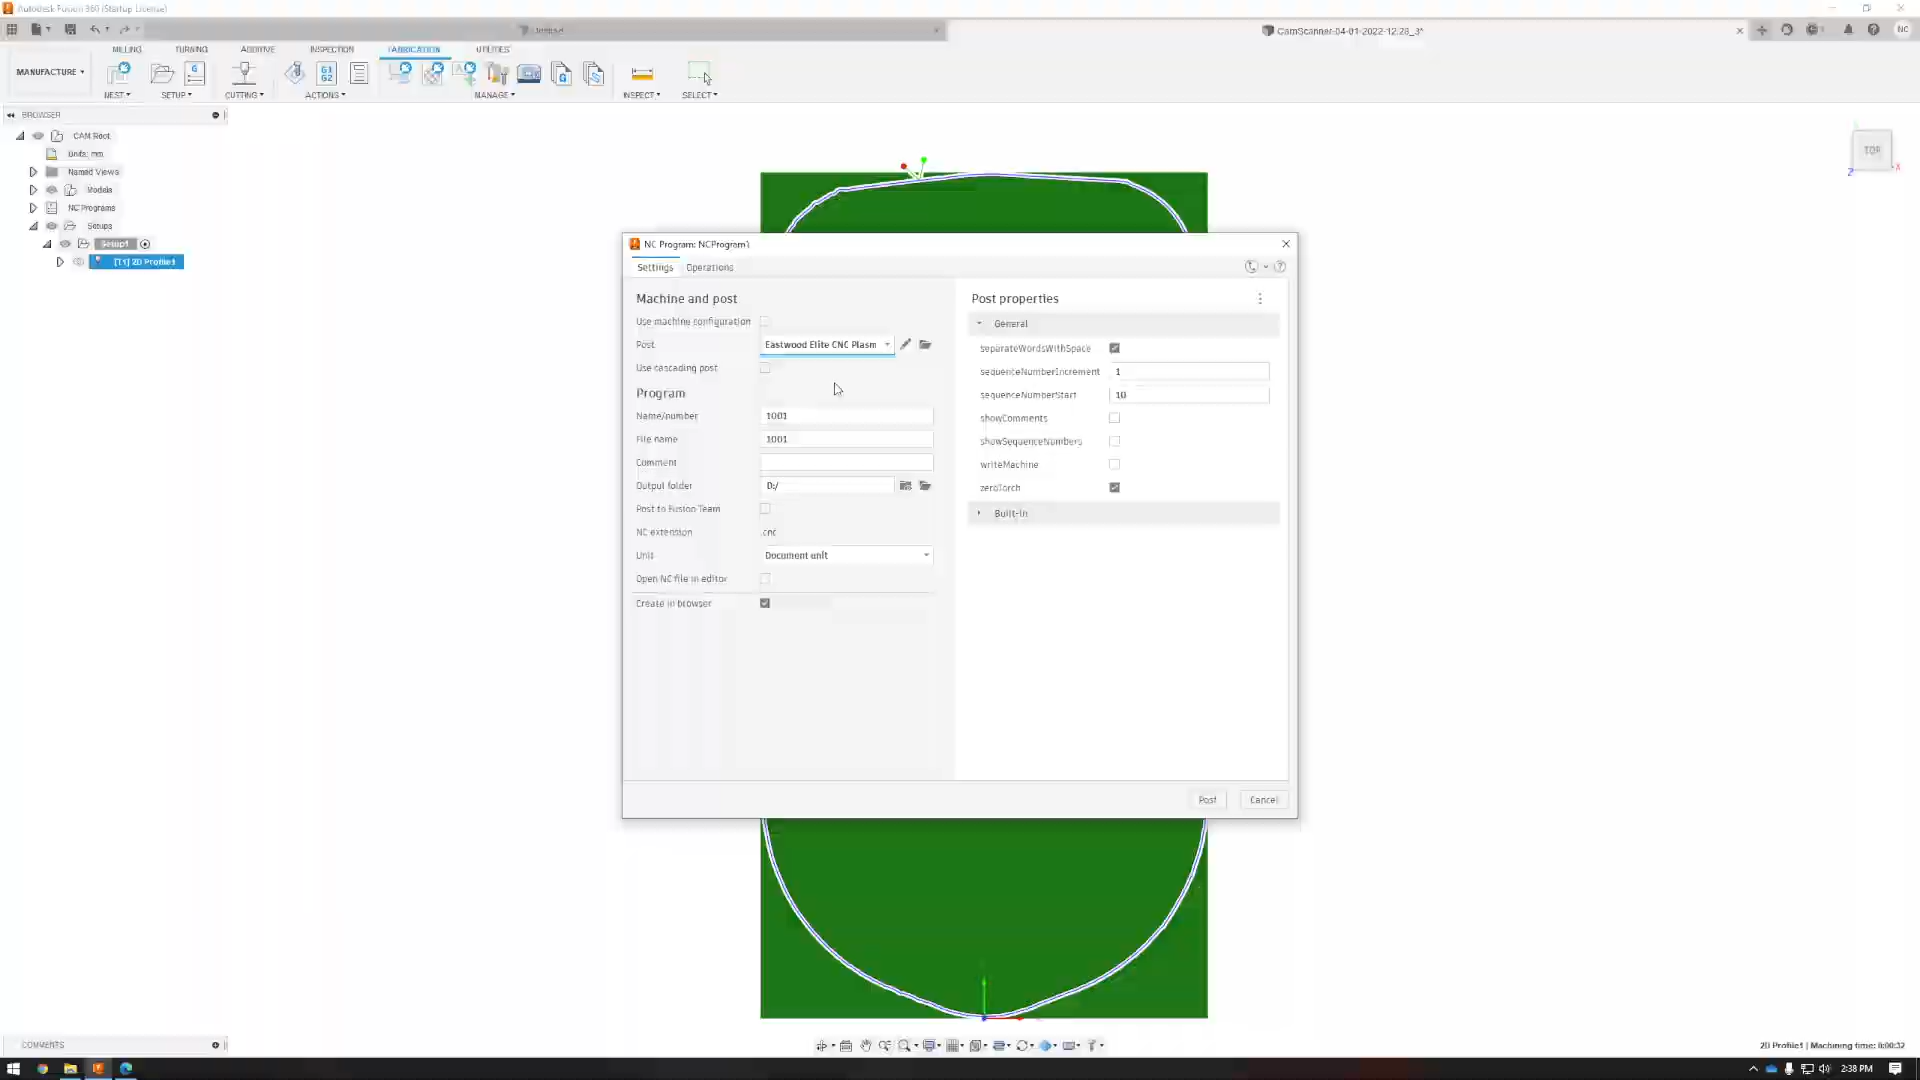 Autodesk Fusion 360 (Startup License)
CamScanner-04-01-2022-12.28_3*
NC
MILLING TURNING ADDITIVE INSPECTION FABRICATION UTILITIES
MANUFACTURE
G1 G2
NEST SETUP CUTTING ACTIONS MANAGE INSPECT SELECT
BROWSER
CAM Root
Units: mm
Named Views
Models
NC Programs
Setups
Setup1
[T1] 2D Profile1
TOP
X
Z
NC Program: NCProgram1
Settings Operations
Machine and post
Use machine configuration
Post Eastwood Elite CNC Plasm
Use cascading post
Program
Name/number 1001
File name 1001
Comment
Output folder D:/
Post to Fusion Team
NC extension .cnc
Unit Document unit
Open NC file in editor
Create in browser
Post properties
General
separateWordsWithSpace
sequenceNumberIncrement 1
sequenceNumberStart 10
showComments
showSequenceNumbers
writeMachine
zeroTorch
Built-in
Post Cancel
COMMENTS
2D Profile1 | Machining time: 0:00:32
2:38 PM